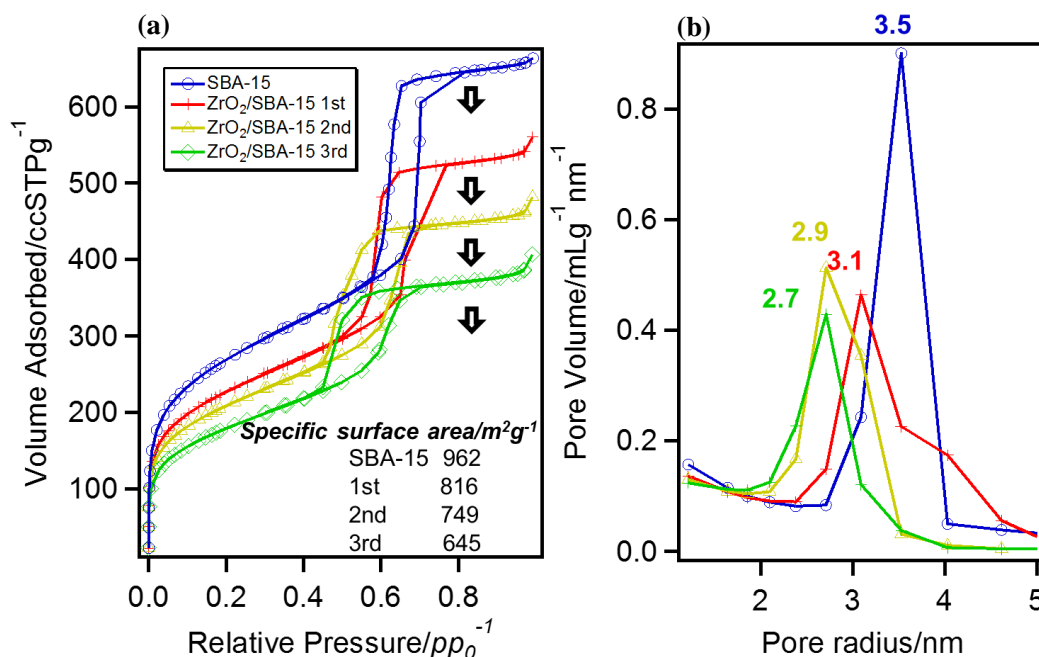 (a)
Volume Adsorbed/ccSTPg⁻¹
600
500
400
300
200
100
SBA-15
ZrO₂/SBA-15 1st
ZrO₂/SBA-15 2nd
ZrO₂/SBA-15 3rd
Specific surface area/m²g⁻¹
SBA-15 962
1st 816
2nd 749
3rd 645
0.0 0.2 0.4 0.6 0.8
Relative Pressure/pp₀⁻¹
(b)
3.5
Pore Volume/mLg⁻¹nm⁻¹
0.8
0.6
0.4
0.2
0.0
2.9
3.1
2.7
2 3 4 5
Pore radius/nm